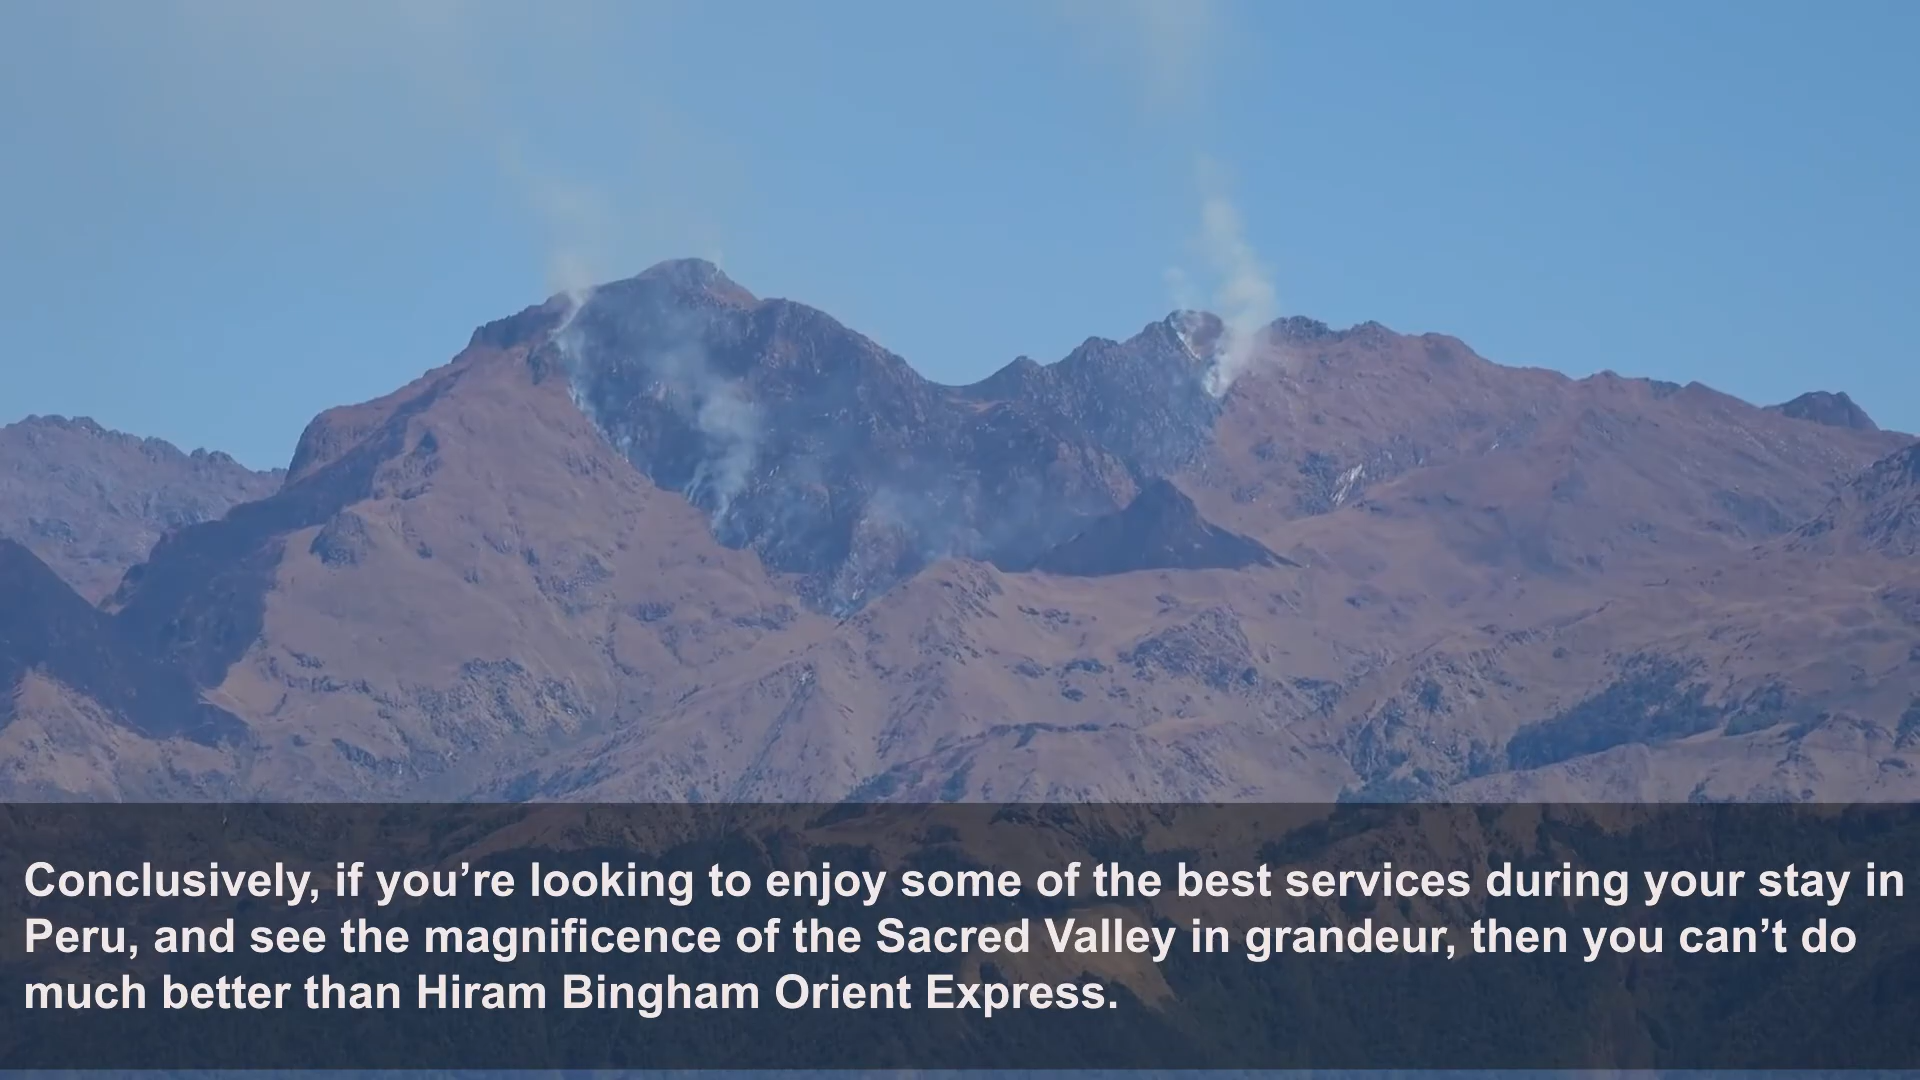 Conclusively, if you’re looking to enjoy some of the best services during your stay in
Peru, and see the magnificence of the Sacred Valley in grandeur, then you can’t do
much better than Hiram Bingham Orient Express.